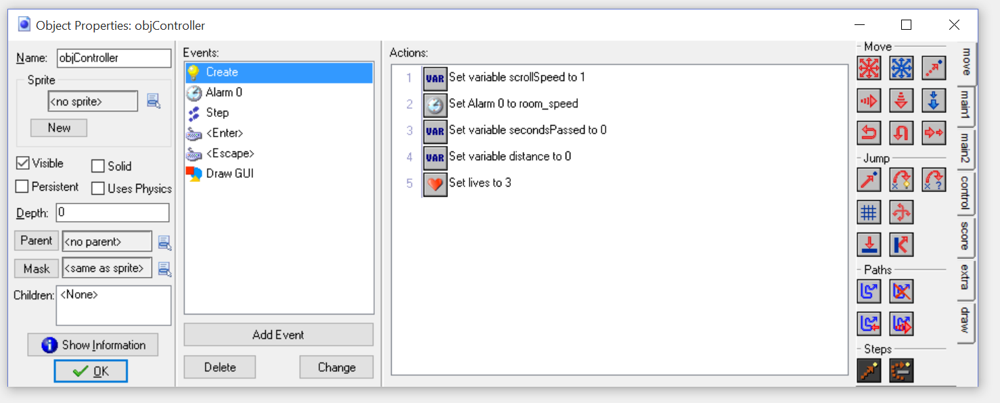 Object Properties: objController
Name: objController
Sprite
<no sprite>
New
Visible
Solid
Persistent
Uses Physics
Depth: 0
Parent <no parent>
Mask <same as sprite>
Children: <None>
Show Information
OK
Events:
Create
Alarm 0
Step
<Enter>
<Escape>
Draw GUI
Add Event
Delete
Change
Actions:
1 VAR Set variable scrollSpeed to 1
2 Set Alarm 0 to room_speed
3 VAR Set variable secondsPassed to 0
4 VAR Set variable distance to 0
5 Set lives to 3
Move
Jump
Paths
Steps
move
main1
main2
control
score
extra
draw